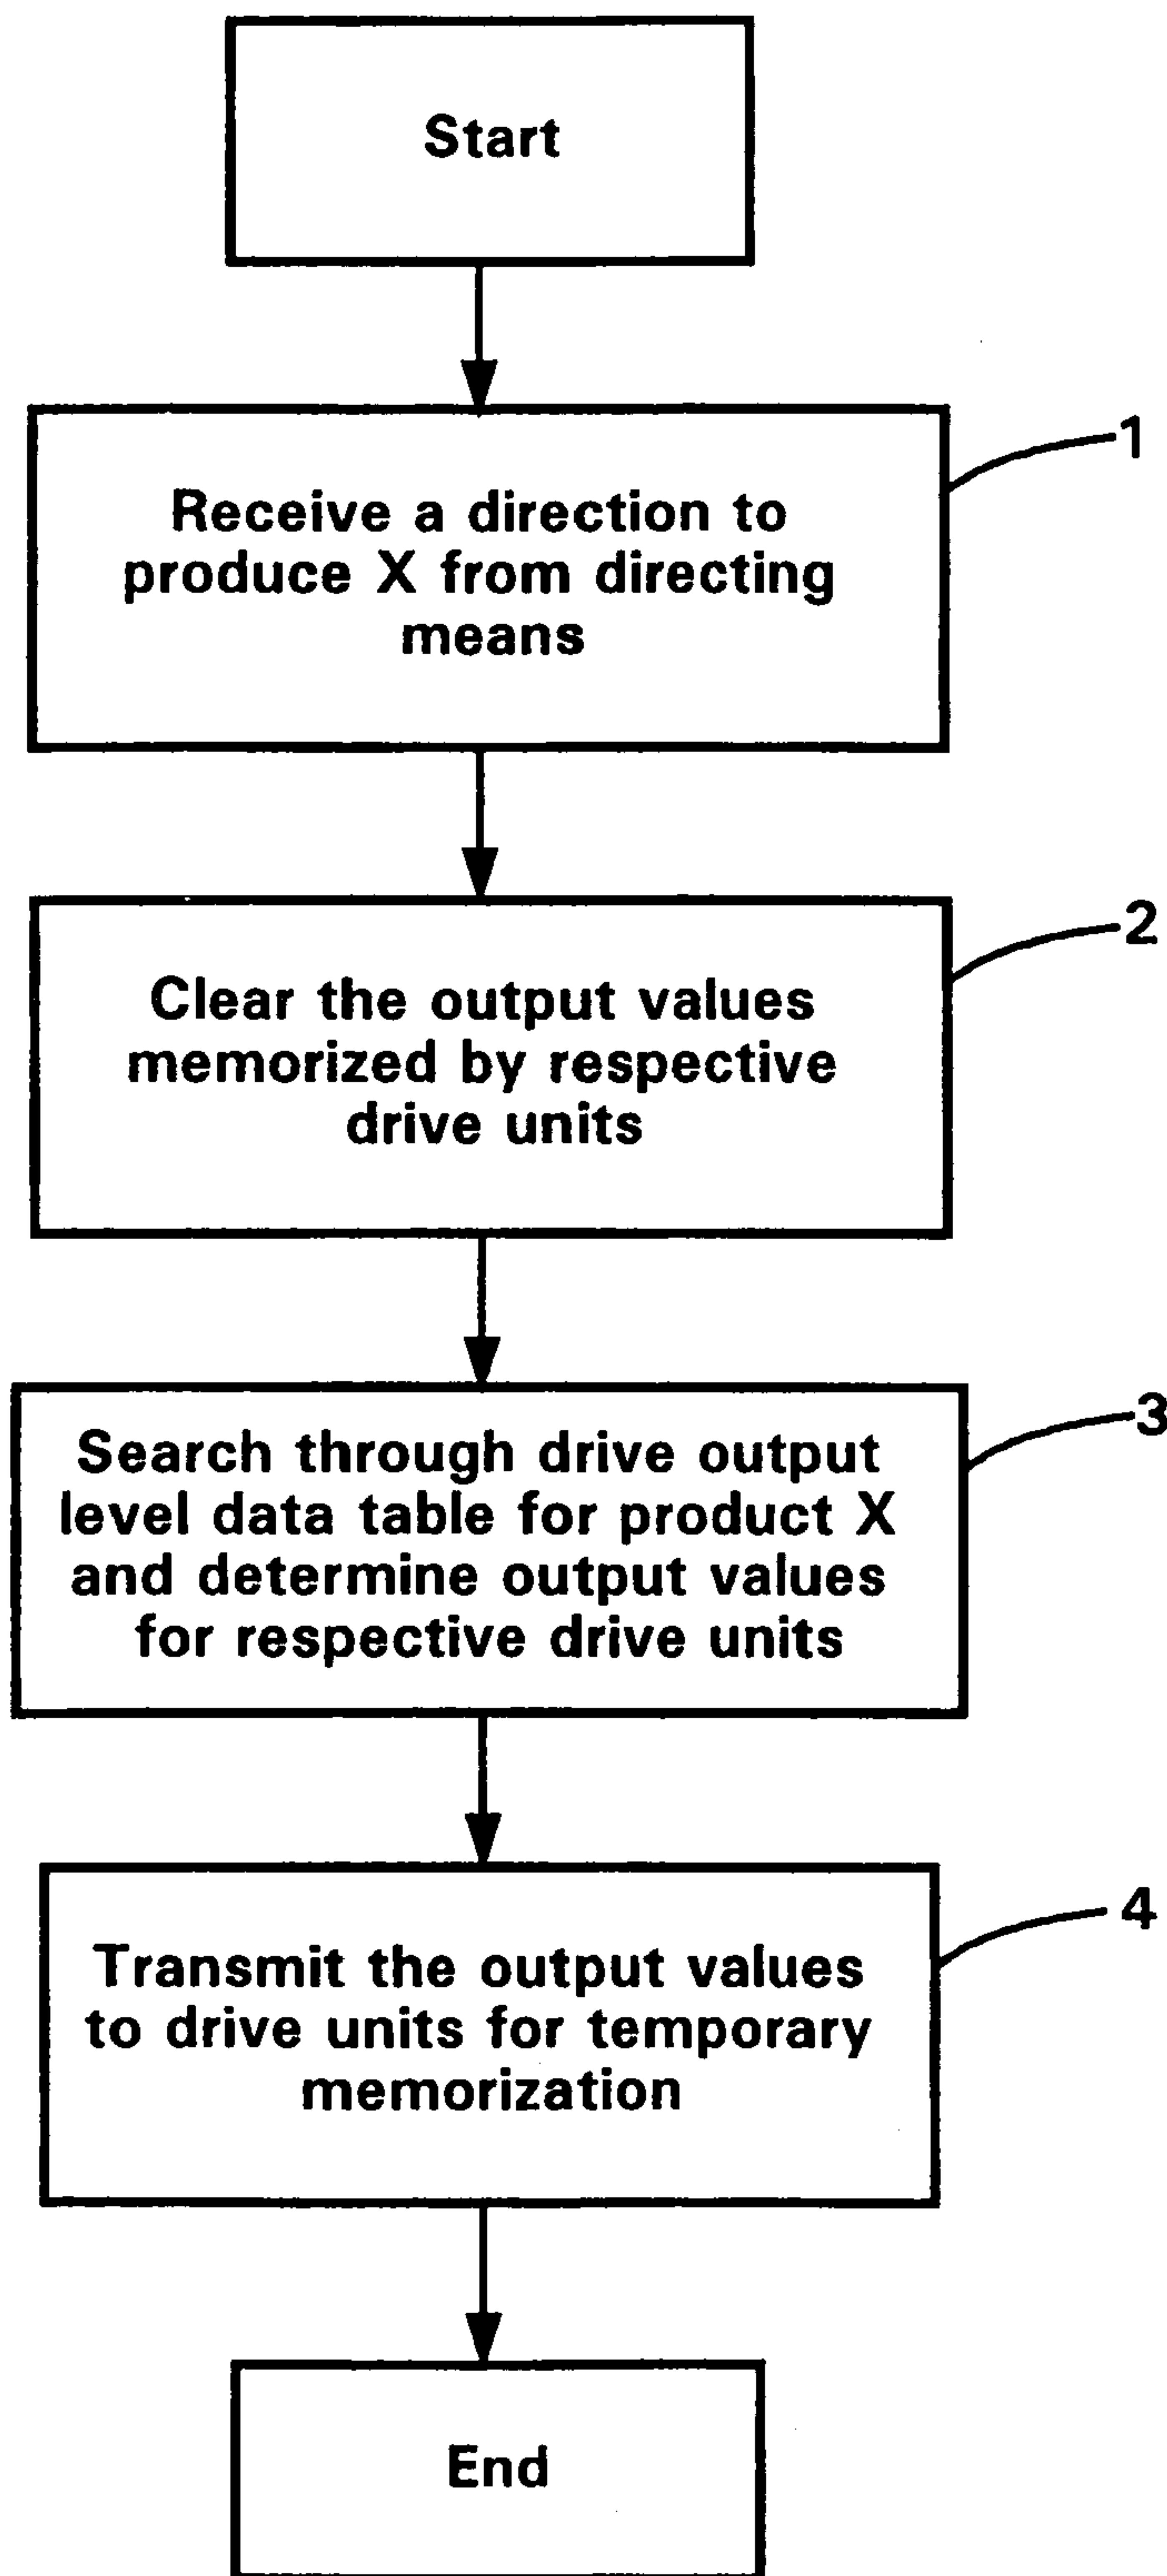 Start
1
Receive a direction to
produce X from directing
means
2
Clear the output values
memorized by respective
drive units
3
Search through drive output
level data table for product X
and determine output values
for respective drive units
4
Transmit the output values
to drive units for temporary
memorization
End